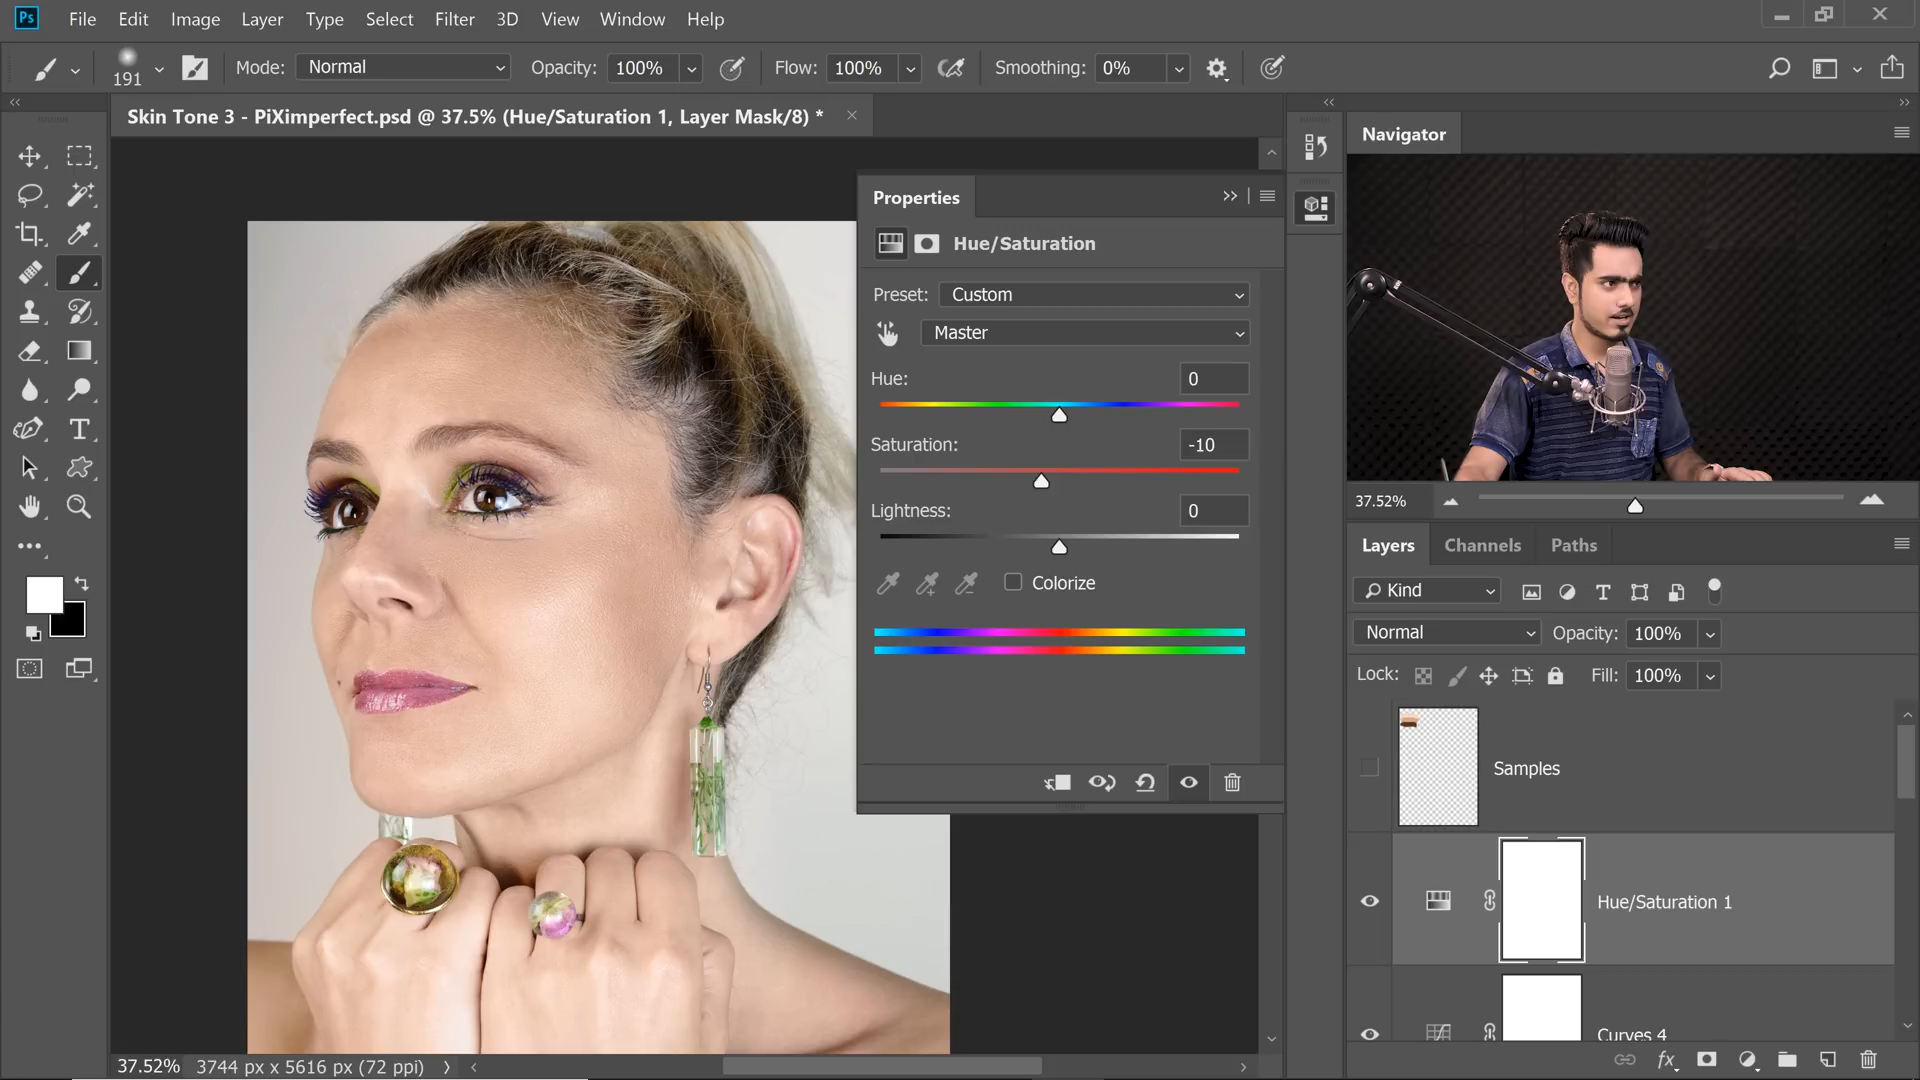 Ps File Edit Image Layer Type Select Filter 3D View Window Help
191 Mode: Normal Opacity: 100% Flow: 100% Smoothing: 0%
Skin Tone 3 - PiXimperfect.psd @ 37.5% (Hue/Saturation 1, Layer Mask/8) *
Properties
Hue/Saturation
Preset: Custom
Master
Hue: 0
Saturation: -10
Lightness: 0
Colorize
Navigator
37.52%
Layers Channels Paths
Kind
Normal Opacity: 100%
Lock: Fill: 100%
Samples
Hue/Saturation 1
Curves 4
fx
37.52% 3744 px x 5616 px (72 ppi)